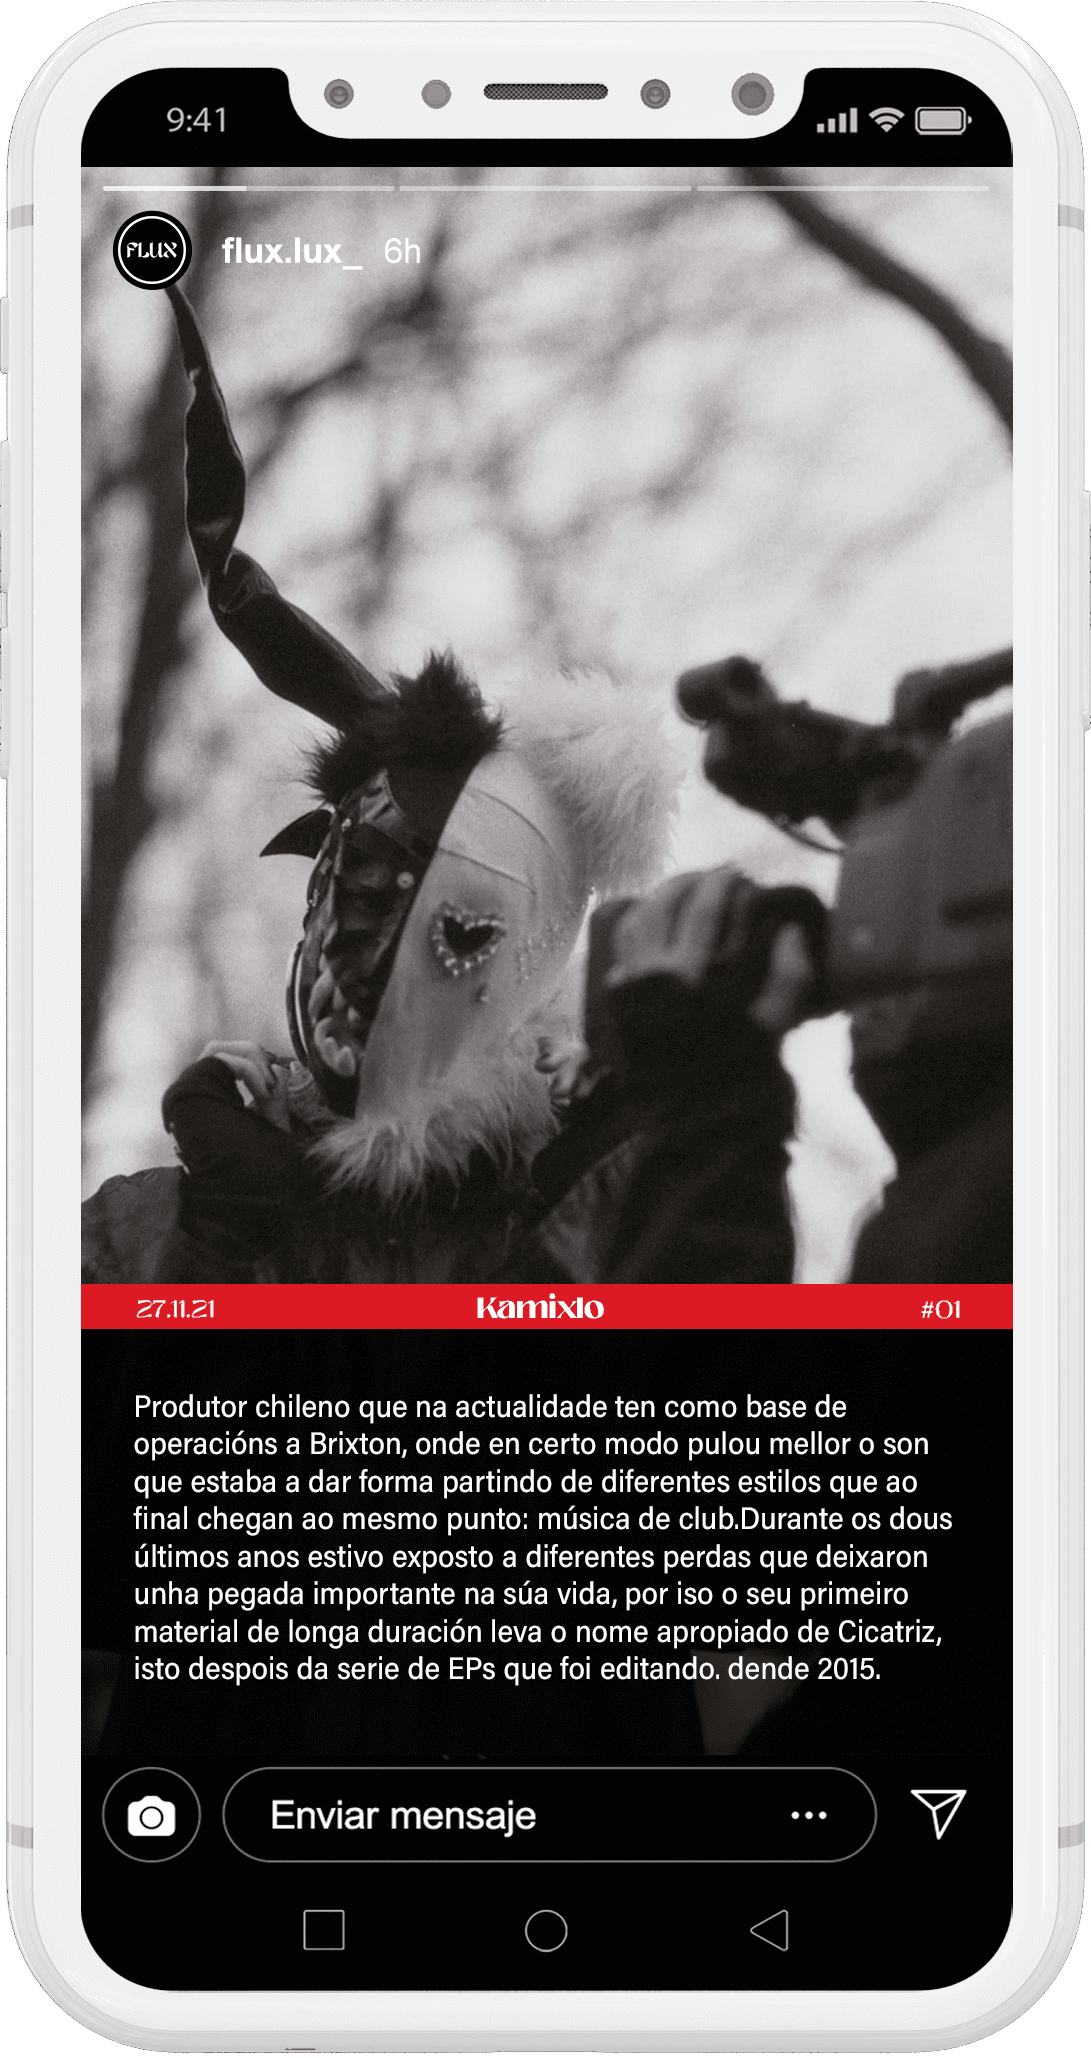 9:41
FLUX
flux.lux_ 6h
27.11.21 Kamixlo #01
Produtor chileno que na actualidade ten como base de
operacións a Brixton, onde en certo modo pulou mellor o son
que estaba a dar forma partindo de diferentes estilos que ao
final chegan ao mesmo punto: música de club.Durante os dous
últimos anos estivo exposto a diferentes perdas que deixaron
unha pegada importante na súa vida, por iso o seu primeiro
material de longa duración leva o nome apropiado de Cicatriz,
isto despois da serie de EPs que foi editando. dende 2015.
Enviar mensaje